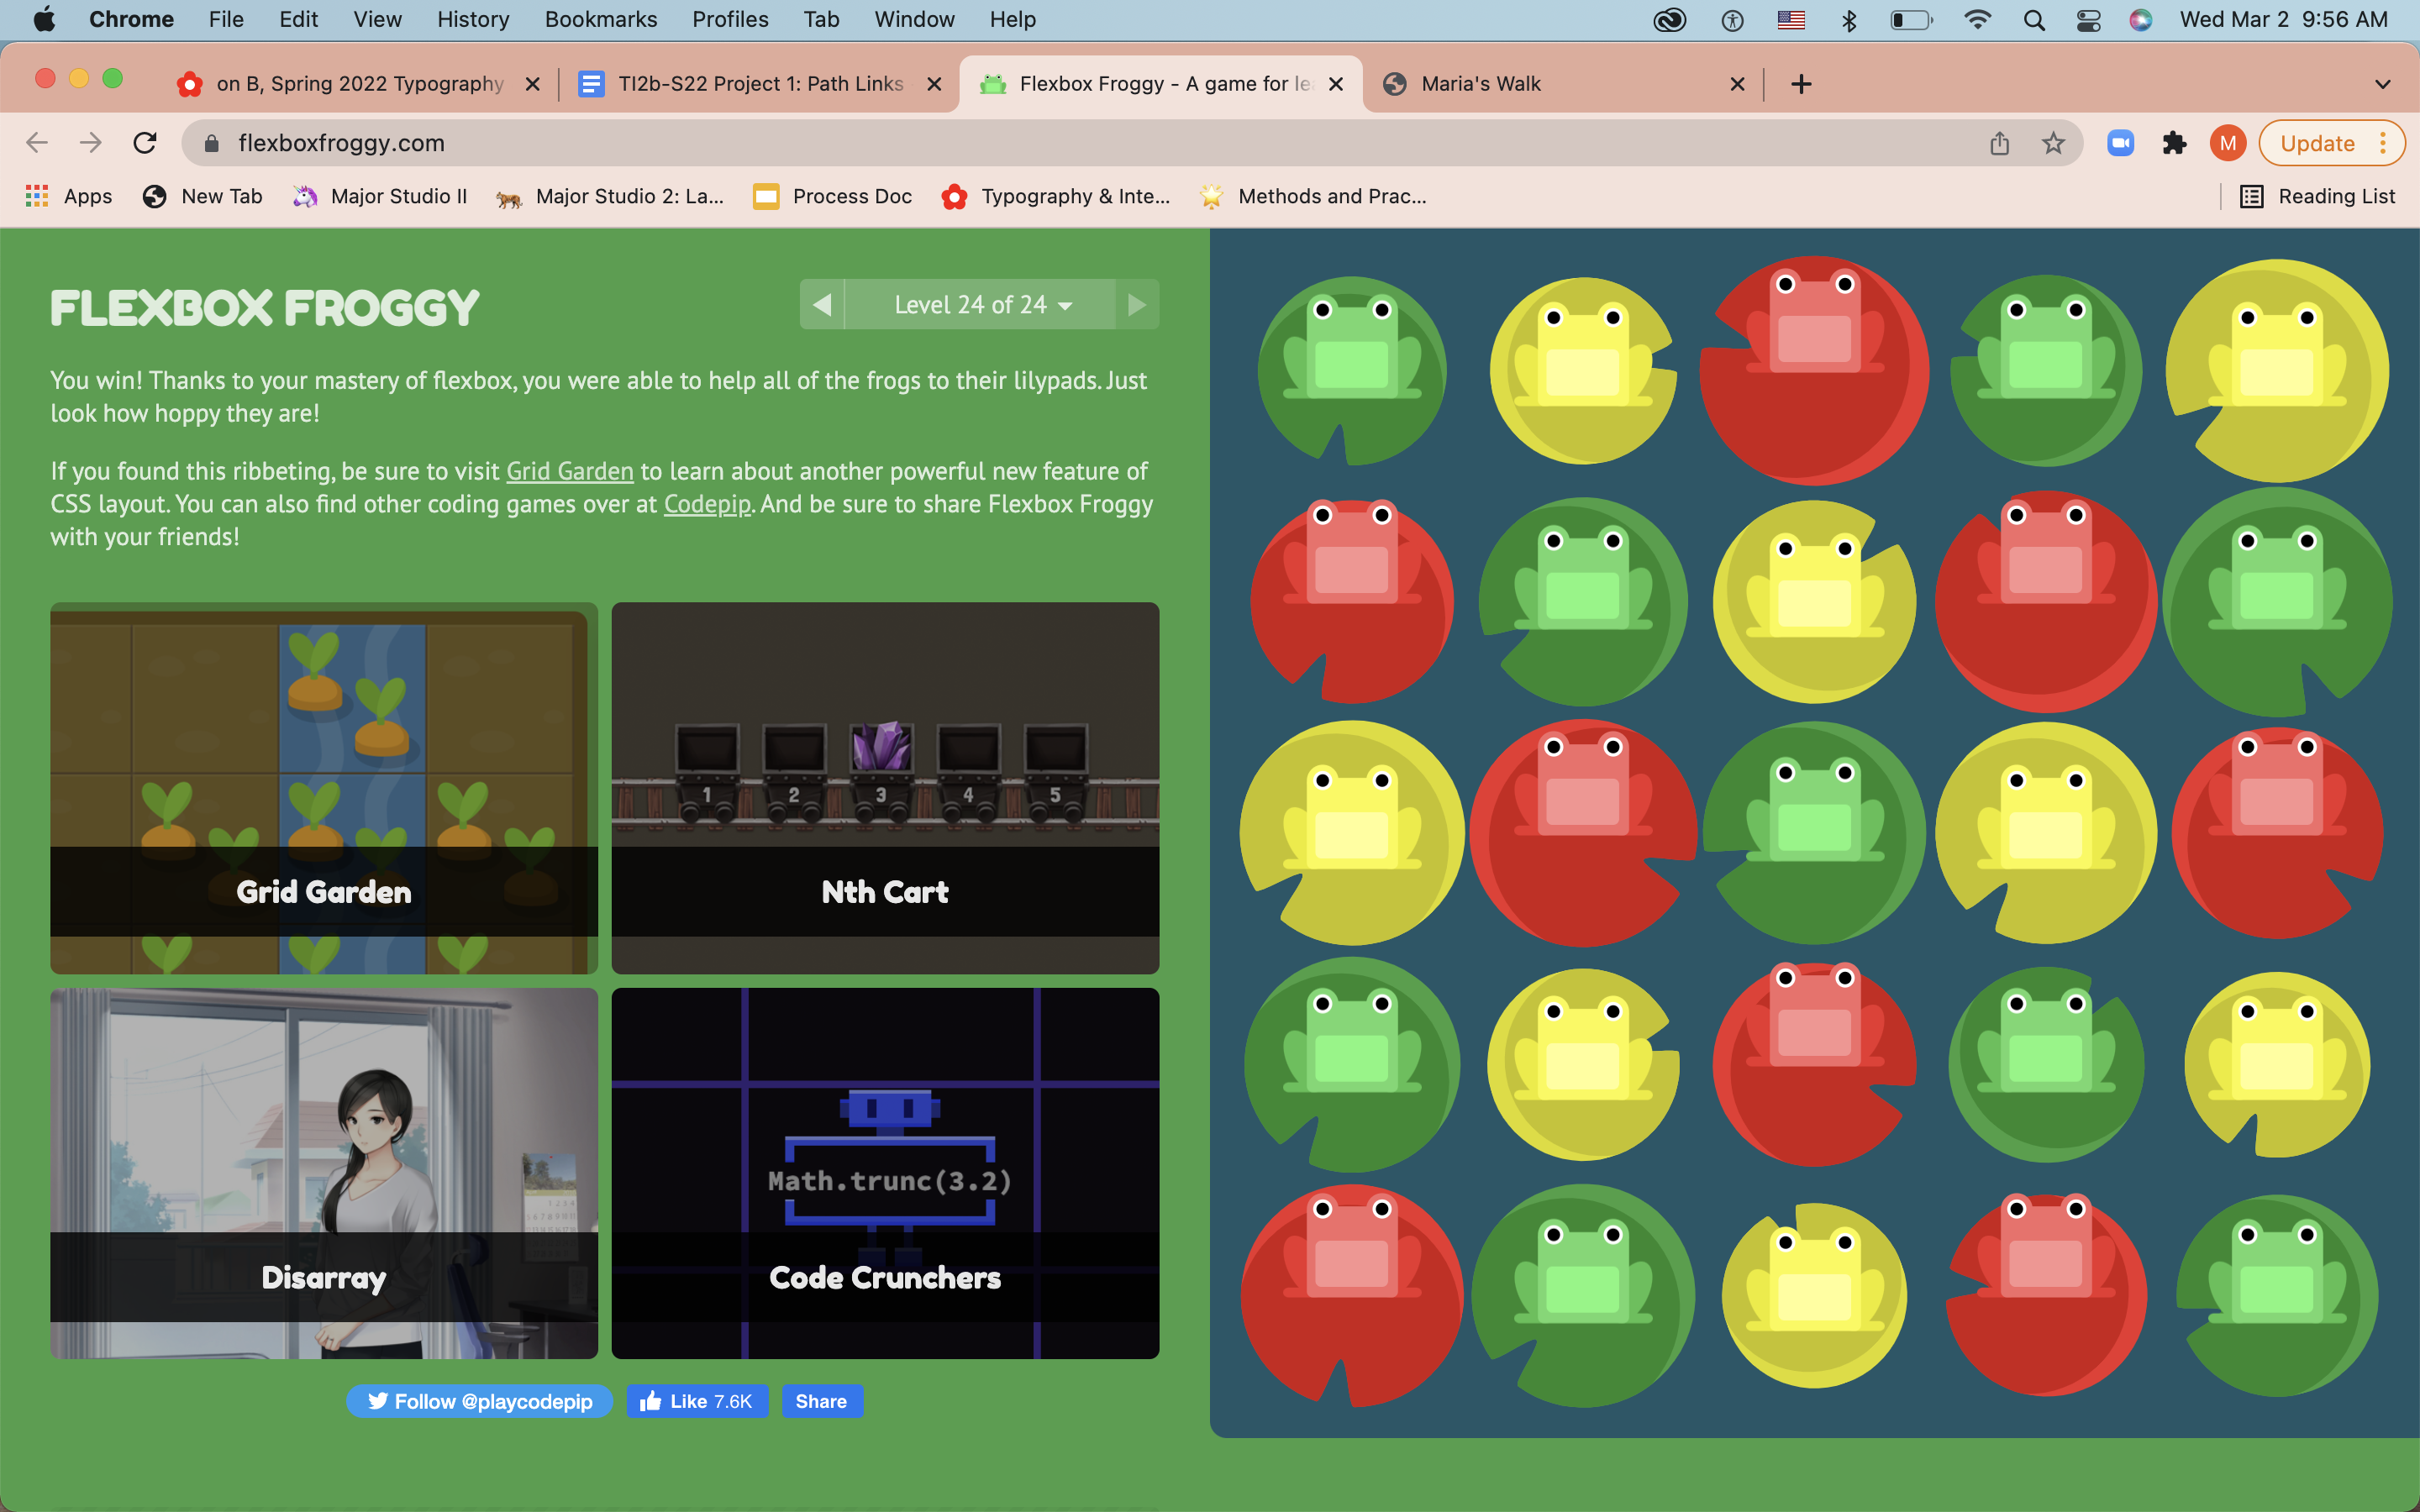 Chrome File Edit View History Bookmarks Profiles Tab Window Help Wed Mar 2 9:56 AM
on B, Spring 2022 Typography TI2b-S22 Project 1: Path Links Flexbox Froggy - A game for le Maria's Walk
flexboxfroggy.com M Update
Apps New Tab Major Studio II Major Studio 2: La... Process Doc Typography & Inte... Methods and Prac... Reading List
FLEXBOX FROGGY
Level 24 of 24
You win! Thanks to your mastery of flexbox, you were able to help all of the frogs to their lilypads. Just
look how hoppy they are!
If you found this ribbeting, be sure to visit Grid Garden to learn about another powerful new feature of
CSS layout. You can also find other coding games over at Codepip. And be sure to share Flexbox Froggy
with your friends!
1 2 3 4 5
Grid Garden
Nth Cart
Math.trunc(3.2)
Disarray
Code Crunchers
Follow @playcodepip Like 7.6K Share